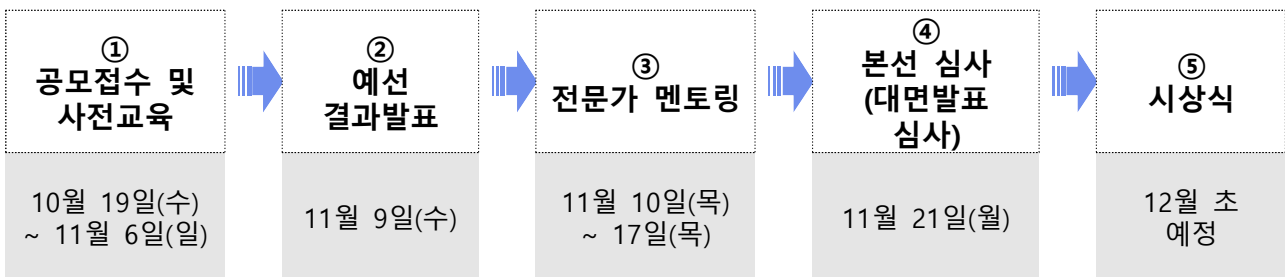 ①
공모접수 및
사전교육
10월 19일(수)
~ 11월 6일(일)
②
예선
결과발표
11월 9일(수)
③
전문가 멘토링
11월 10일(목)
~ 17일(목)
④
본선 심사
(대면발표
심사)
11월 21일(월)
⑤
시상식
12월 초
예정